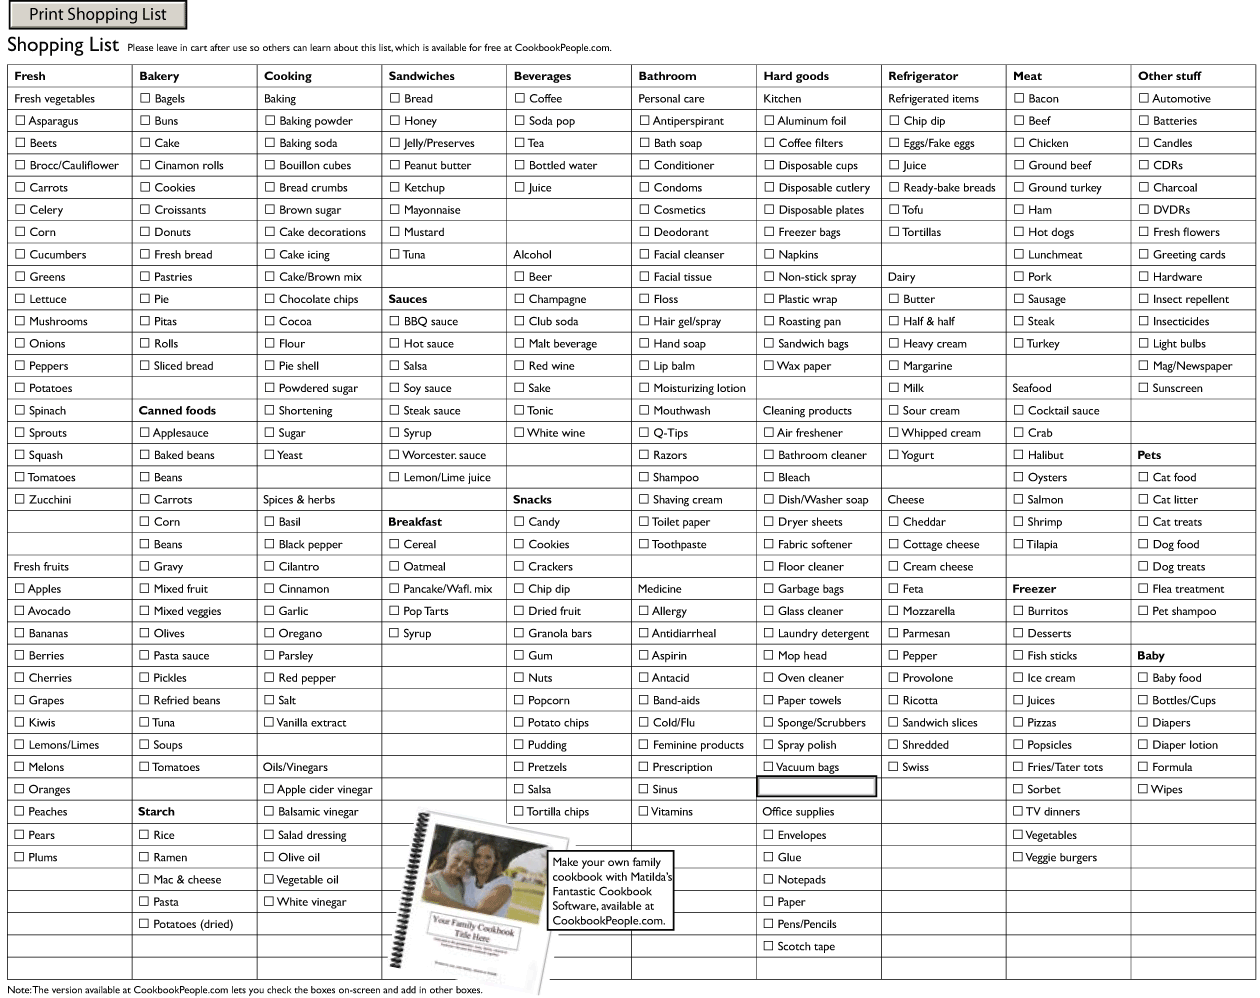 Print Shopping List
Shopping List Please leave in cart after use so others can learn about this list, which is available for free at CookbookPeople.com.
Fresh
Fresh vegetables
Asparagus
Beets
Brocc/Cauliflower
Carrots
Celery
Corn
Cucumbers
Greens
Lettuce
Mushrooms
Onions
Peppers
Potatoes
Spinach
Sprouts
Squash
Tomatoes
Zucchini
Fresh fruits
Apples
Avocado
Bananas
Berries
Cherries
Grapes
Kiwis
Lemons/Limes
Melons
Oranges
Peaches
Pears
Plums
Bakery
Bagels
Buns
Cake
Cinamon rolls
Cookies
Croissants
Donuts
Fresh bread
Pastries
Pie
Pitas
Rolls
Sliced bread
Canned foods
Applesauce
Baked beans
Beans
Carrots
Corn
Beans
Gravy
Mixed fruit
Mixed veggies
Olives
Pasta sauce
Pickles
Refried beans
Tuna
Soups
Tomatoes
Starch
Rice
Ramen
Mac & cheese
Pasta
Potatoes (dried)
Cooking
Baking
Baking powder
Baking soda
Bouillon cubes
Bread crumbs
Brown sugar
Cake decorations
Cake icing
Cake/Brown mix
Chocolate chips
Cocoa
Flour
Pie shell
Powdered sugar
Shortening
Sugar
Yeast
Spices & herbs
Basil
Black pepper
Cilantro
Cinnamon
Garlic
Oregano
Parsley
Red pepper
Salt
Vanilla extract
Oils/Vinegars
Apple cider vinegar
Balsamic vinegar
Salad dressing
Olive oil
Vegetable oil
White vinegar
Sandwiches
Bread
Honey
Jelly/Preserves
Peanut butter
Ketchup
Mayonnaise
Mustard
Tuna
Sauces
BBQ sauce
Hot sauce
Salsa
Soy sauce
Steak sauce
Syrup
Worcester. sauce
Lemon/Lime juice
Breakfast
Cereal
Oatmeal
Pancake/Wafl. mix
Pop Tarts
Syrup
Beverages
Coffee
Soda pop
Tea
Bottled water
Juice
Alcohol
Beer
Champagne
Club soda
Malt beverage
Red wine
Sake
Tonic
White wine
Snacks
Candy
Cookies
Crackers
Chip dip
Dried fruit
Granola bars
Gum
Nuts
Popcorn
Potato chips
Pudding
Pretzels
Salsa
Tortilla chips
Bathroom
Personal care
Antiperspirant
Bath soap
Conditioner
Condoms
Cosmetics
Deodorant
Facial cleanser
Facial tissue
Floss
Hair gel/spray
Hand soap
Lip balm
Moisturizing lotion
Mouthwash
Q-Tips
Razors
Shampoo
Shaving cream
Toilet paper
Toothpaste
Medicine
Allergy
Antidiarrheal
Aspirin
Antacid
Band-aids
Cold/Flu
Feminine products
Prescription
Sinus
Vitamins
Hard goods
Kitchen
Aluminum foil
Coffee filters
Disposable cups
Disposable cutlery
Disposable plates
Freezer bags
Napkins
Non-stick spray
Plastic wrap
Roasting pan
Sandwich bags
Wax paper
Cleaning products
Air freshener
Bathroom cleaner
Bleach
Dish/Washer soap
Dryer sheets
Fabric softener
Floor cleaner
Garbage bags
Glass cleaner
Laundry detergent
Mop head
Oven cleaner
Paper towels
Sponge/Scrubbers
Spray polish
Vacuum bags
Office supplies
Envelopes
Glue
Notepads
Paper
Pens/Pencils
Scotch tape
Refrigerator
Refrigerated items
Chip dip
Eggs/Fake eggs
Juice
Ready-bake breads
Tofu
Tortillas
Dairy
Butter
Half & half
Heavy cream
Margarine
Milk
Sour cream
Whipped cream
Yogurt
Cheese
Cheddar
Cottage cheese
Cream cheese
Feta
Mozzarella
Parmesan
Pepper
Provolone
Ricotta
Sandwich slices
Shredded
Swiss
Meat
Bacon
Beef
Chicken
Ground beef
Ground turkey
Ham
Hot dogs
Lunchmeat
Pork
Sausage
Steak
Turkey
Seafood
Cocktail sauce
Crab
Halibut
Oysters
Salmon
Shrimp
Tilapia
Freezer
Burritos
Desserts
Fish sticks
Ice cream
Juices
Pizzas
Popsicles
Fries/Tater tots
Sorbet
TV dinners
Vegetables
Veggie burgers
Other stuff
Automotive
Batteries
Candles
CDRs
Charcoal
DVDRs
Fresh flowers
Greeting cards
Hardware
Insect repellent
Insecticides
Light bulbs
Mag/Newspaper
Sunscreen
Pets
Cat food
Cat litter
Cat treats
Dog food
Dog treats
Flea treatment
Pet shampoo
Baby
Baby food
Bottles/Cups
Diapers
Diaper lotion
Formula
Wipes
Your Family Cookbook
Title Here
Make your own family
cookbook with Matilda's
Fantastic Cookbook
Software, available at
CookbookPeople.com.
Note: The version available at CookbookPeople.com lets you check the boxes on-screen and add in other boxes.